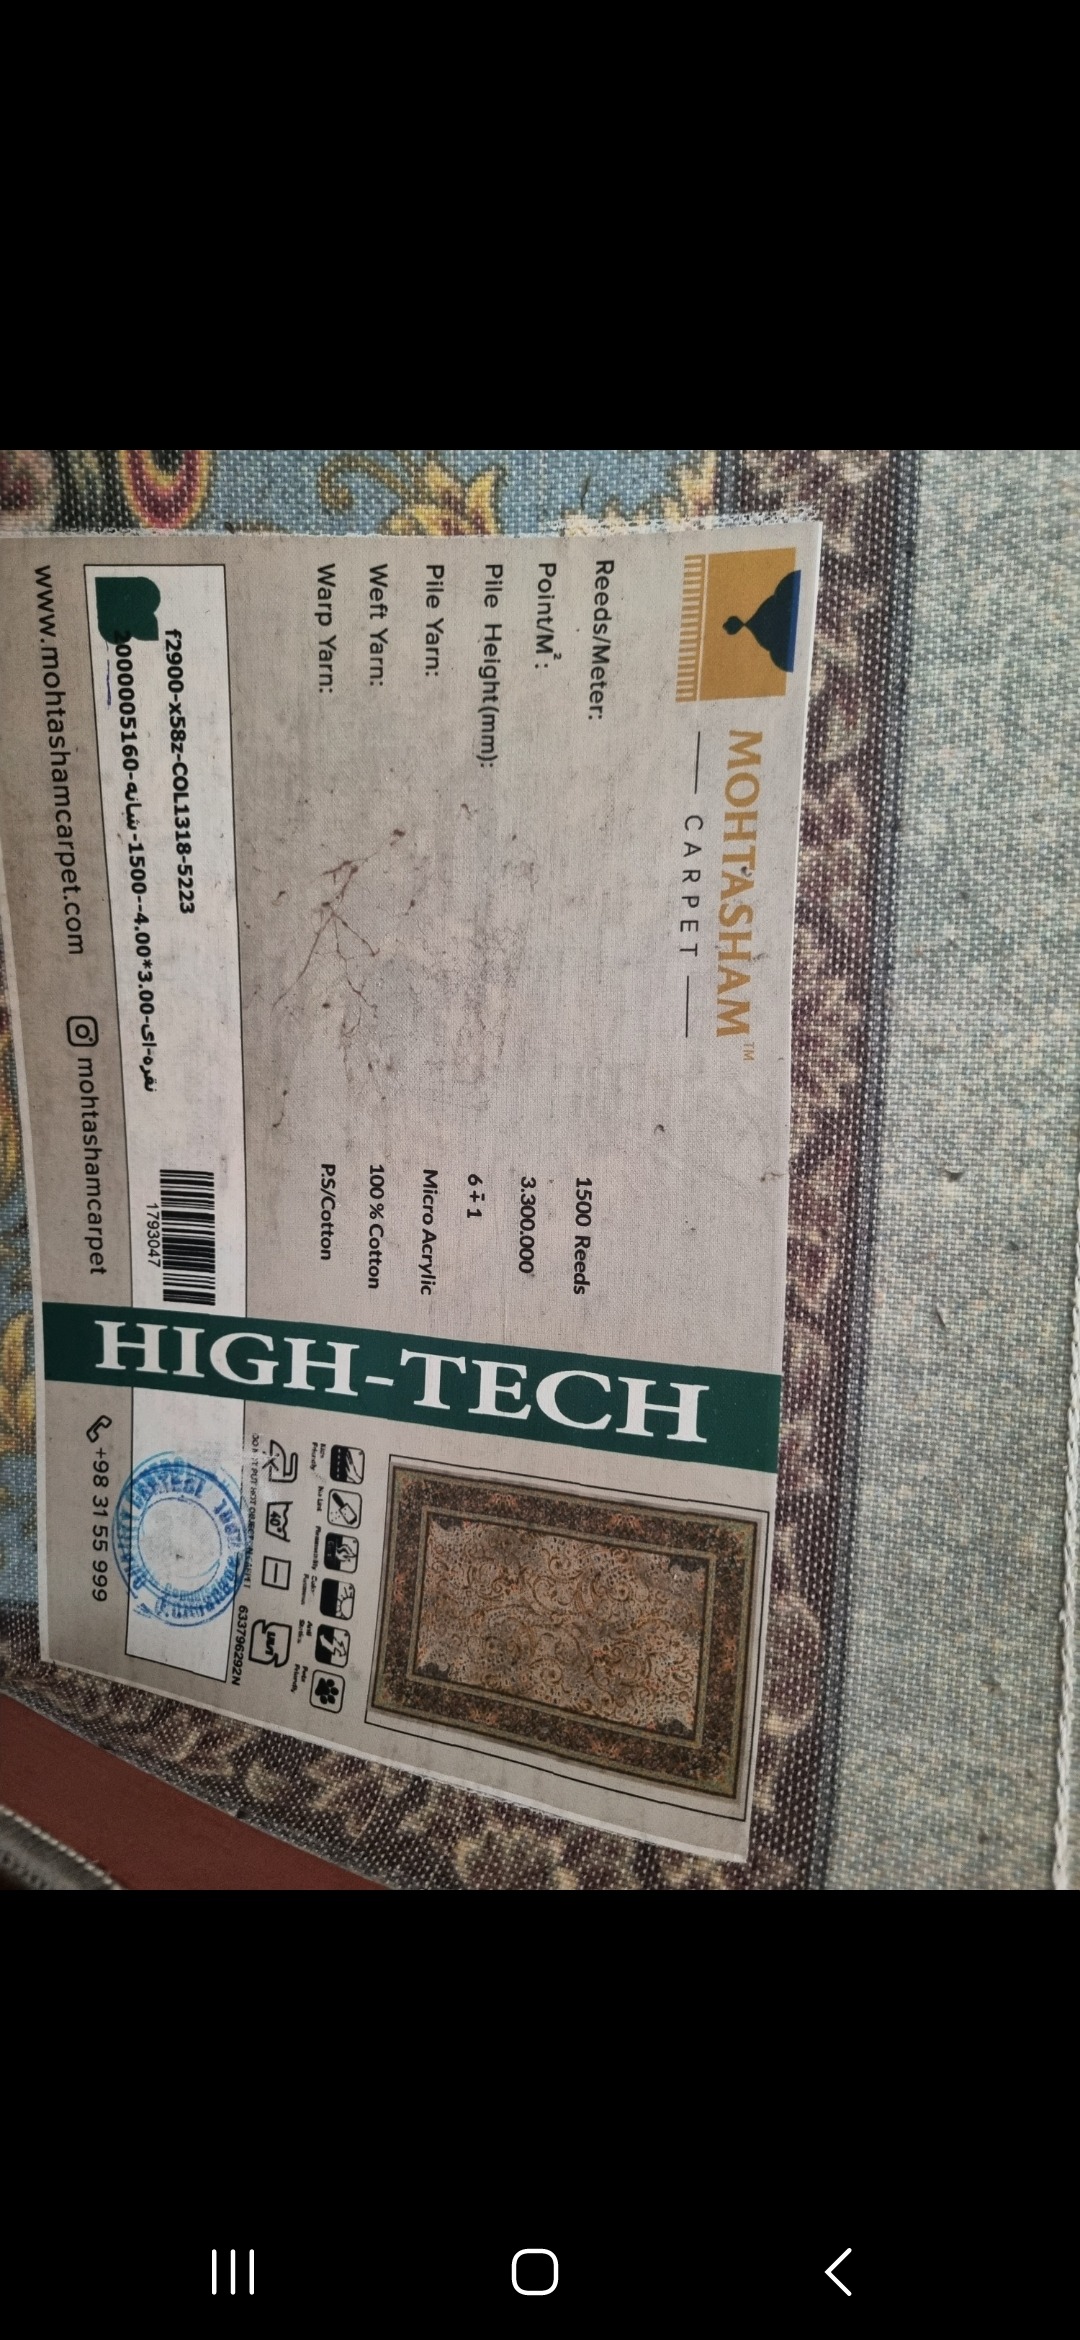 MOHTASHAM™
CARPET
Reeds/Meter: 1500 Reeds
Point/M²: 3.300.000
Pile Height(mm): 6±1
Pile Yarn: Micro Acrylic
Weft Yarn: 100 % Cotton
Warp Yarn: P.S/Cotton
f2900-x58z-COL1318-5223
نقره-ای-3.00*4.00--1500-شانه-2000005160
1793047
www.mohtashamcarpet.com mohtashamcarpet +98 31 55 999
HIGH-TECH
40°
633796292N